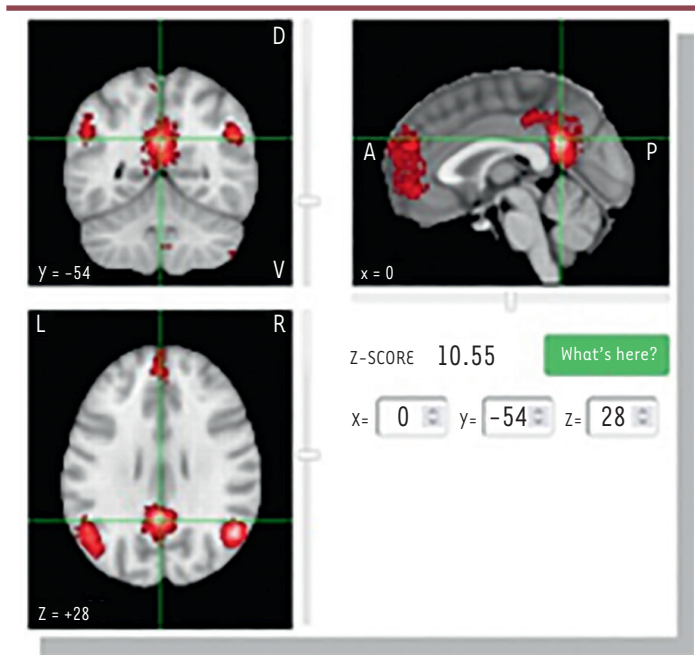 D
y = -54
V
A
P
x = 0
L
R
Z = +28
Z-SCORE 10.55
What's here?
X= 0 y= -54 Z= 28